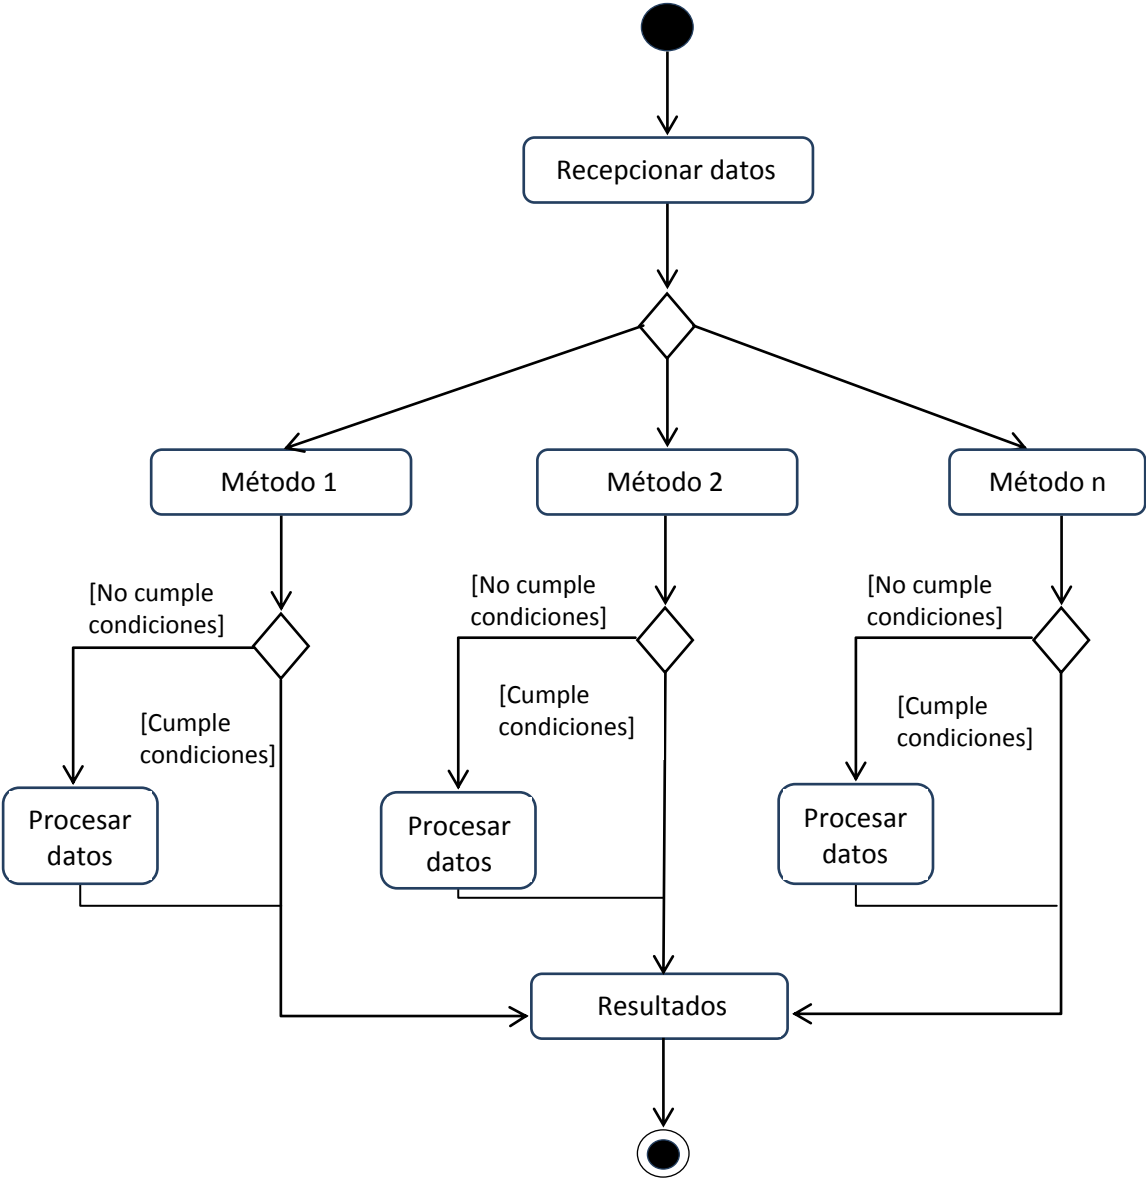 Recepcionar datos
Método 1
Método 2
Método n
[No cumple
condiciones]
[No cumple
condiciones]
[No cumple
condiciones]
[Cumple
condiciones]
[Cumple
condiciones]
[Cumple
condiciones]
Procesar
datos
Procesar
datos
Procesar
datos
Resultados